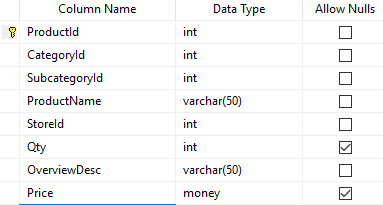 Column Name Data Type Allow Nulls
ProductId int
CategoryId int
SubcategoryId int
ProductName varchar(50)
StoreId int
Qty int
OverviewDesc varchar(50)
Price money